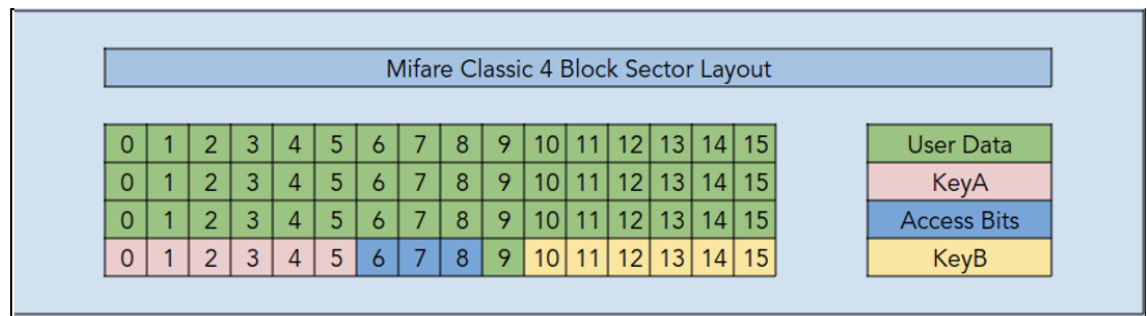 Mifare Classic 4 Block Sector Layout
0 1 2 3 4 5 6 7 8 9 10 11 12 13 14 15 User Data
0 1 2 3 4 5 6 7 8 9 10 11 12 13 14 15 KeyA
0 1 2 3 4 5 6 7 8 9 10 11 12 13 14 15 Access Bits
0 1 2 3 4 5 6 7 8 9 10 11 12 13 14 15 KeyB